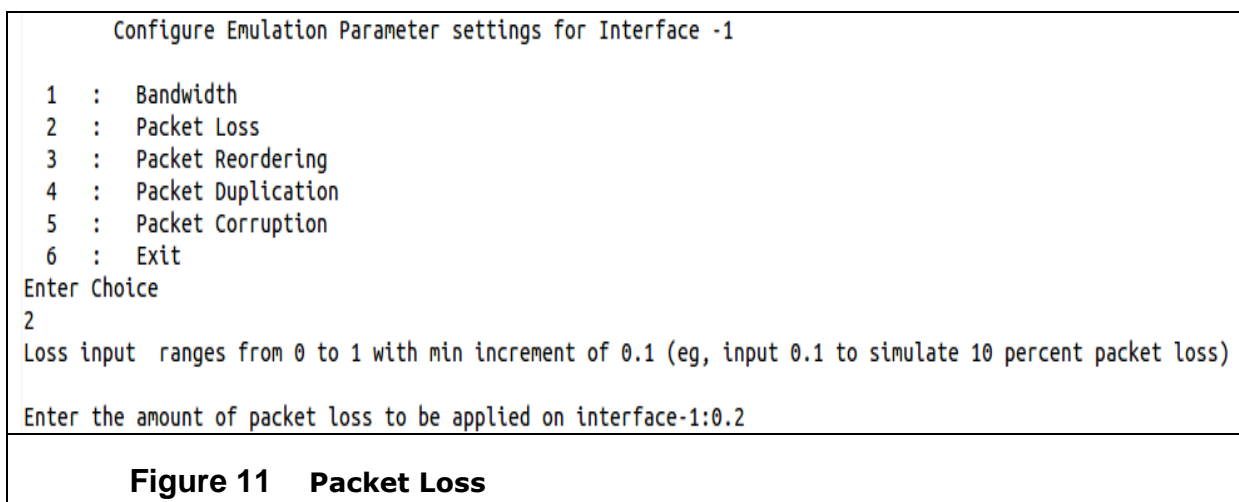 Configure Emulation Parameter settings for Interface -1
1 : Bandwidth
2 : Packet Loss
3 : Packet Reordering
4 : Packet Duplication
5 : Packet Corruption
6 : Exit
Enter Choice
2
Loss input ranges from 0 to 1 with min increment of 0.1 (eg, input 0.1 to simulate 10 percent packet loss)
Enter the amount of packet loss to be applied on interface-1:0.2
Figure 11 Packet Loss